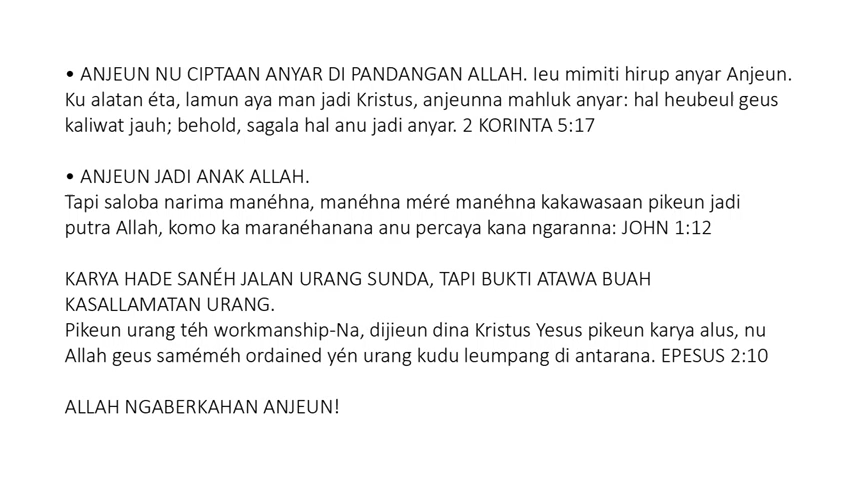 • ANJEUN NU CIPTAAN ANYAR DI PANDANGAN ALLAH. Ieu mimiti hirup anyar Anjeun.
Ku alatan éta, lamun aya man jadi Kristus, anjeunna mahluk anyar: hal heubeul geus
kaliwat jauh; behold, sagala hal anu jadi anyar. 2 KORINTA 5:17
• ANJEUN JADI ANAK ALLAH.
Tapi saloba narima manéhna, manéhna méré manéhna kakawasaan pikeun jadi
putra Allah, komo ka maranéhanana anu percaya kana ngaranna: JOHN 1:12
KARYA HADE SANÉH JALAN URANG SUNDA, TAPI BUKTI ATAWA BUAH
KASALLAMATAN URANG.
Pikeun urang téh workmanship-Na, dijieun dina Kristus Yesus pikeun karya alus, nu
Allah geus saméméh ordained yén urang kudu leumpang di antarana. EPESUS 2:10
ALLAH NGABERKAHAN ANJEUN!